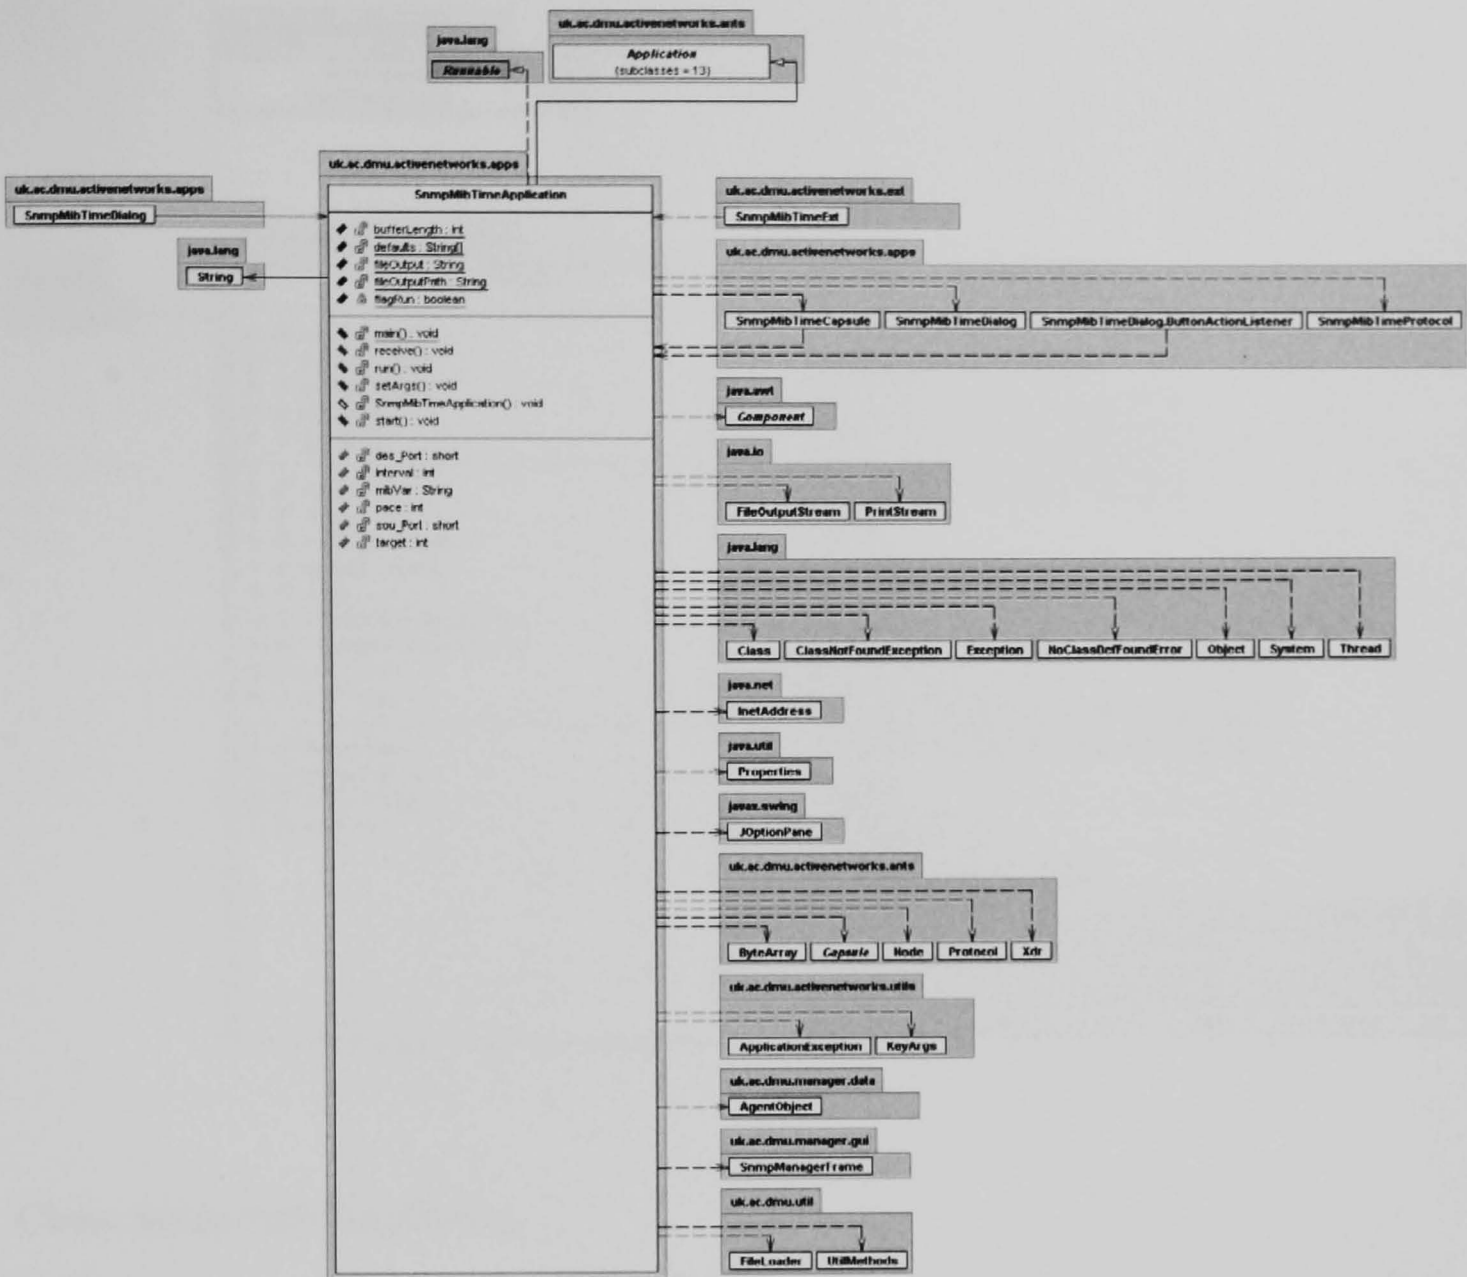 uk.ac.dmu.activenetworks.ants
java.lang
Application
(subclasses = 13)
Runnable
uk.ac.dmu.activenetworks.apps
SnmpMibTimeApplication
uk.ac.dmu.activenetworks.apps
SnmpMibTimeDialog
java.lang
String
bufferLength : int
defaults : String[]
fileOutput : String
fileOutputPath : String
flagRun : boolean
main() : void
receive() : void
run() : void
setArgs() : void
SnmpMibTimeApplication() : void
start() : void
des_Port : short
interval : int
mibVar : String
pace : int
sou_Port : short
target : int
uk.ac.dmu.activenetworks.ext
SnmpMibTimeExt
uk.ac.dmu.activenetworks.apps
SnmpMibTimeCapsule SnmpMibTimeDialog SnmpMibTimeDialog.ButtonActionListener SnmpMibTimeProtocol
java.awt
Component
java.io
FileOutputStream PrintStream
java.lang
Class ClassNotFoundException Exception NoClassDefFoundError Object System Thread
java.net
InetAddress
java.util
Properties
javax.swing
JOptionPane
uk.ac.dmu.activenetworks.ants
ByteArray Capsule Node Protocol Xdr
uk.ac.dmu.activenetworks.utils
ApplicationException KeyArgs
uk.ac.dmu.manager.data
AgentObject
uk.ac.dmu.manager.gui
SnmpManagerFrame
uk.ac.dmu.util
FileLoader UtilMethods